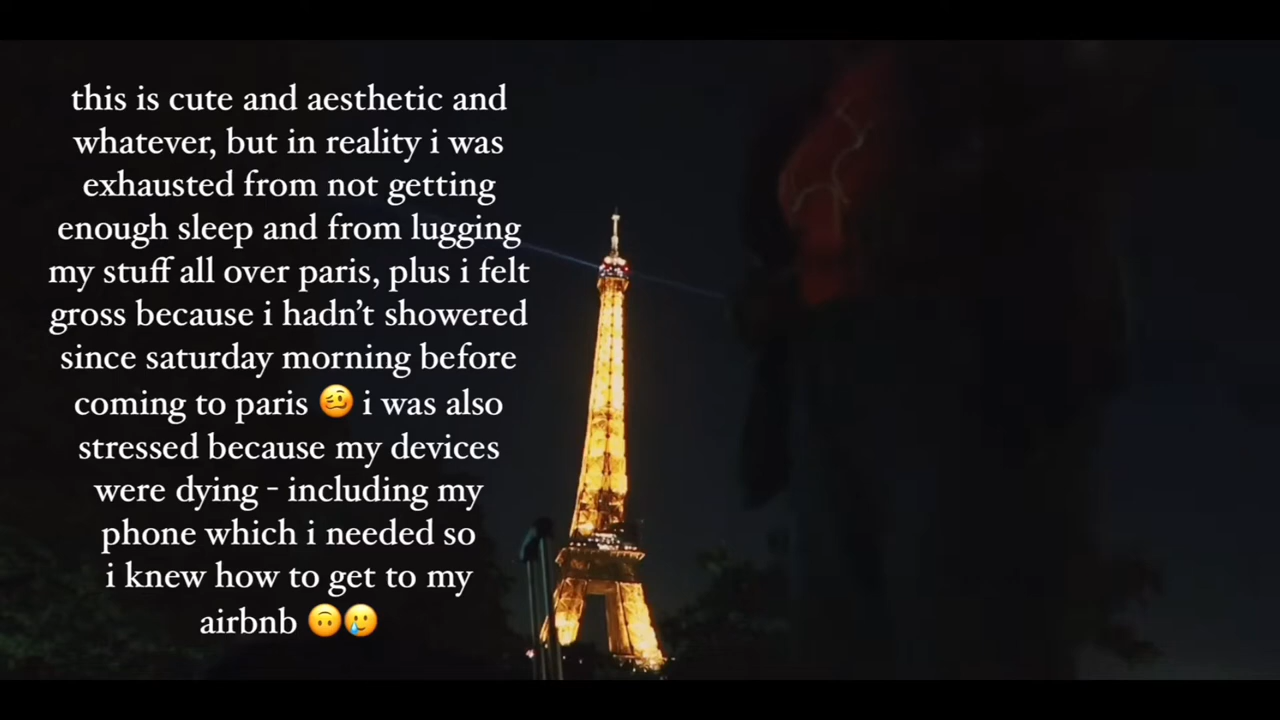 this is cute and aesthetic and
whatever, but in reality i was
exhausted from not getting
enough sleep and from lugging
my stuff all over paris, plus i felt
gross because i hadn’t showered
since saturday morning before
coming to paris 🥴 i was also
stressed because my devices
were dying - including my
phone which i needed so
i knew how to get to my
airbnb 🙃🥲